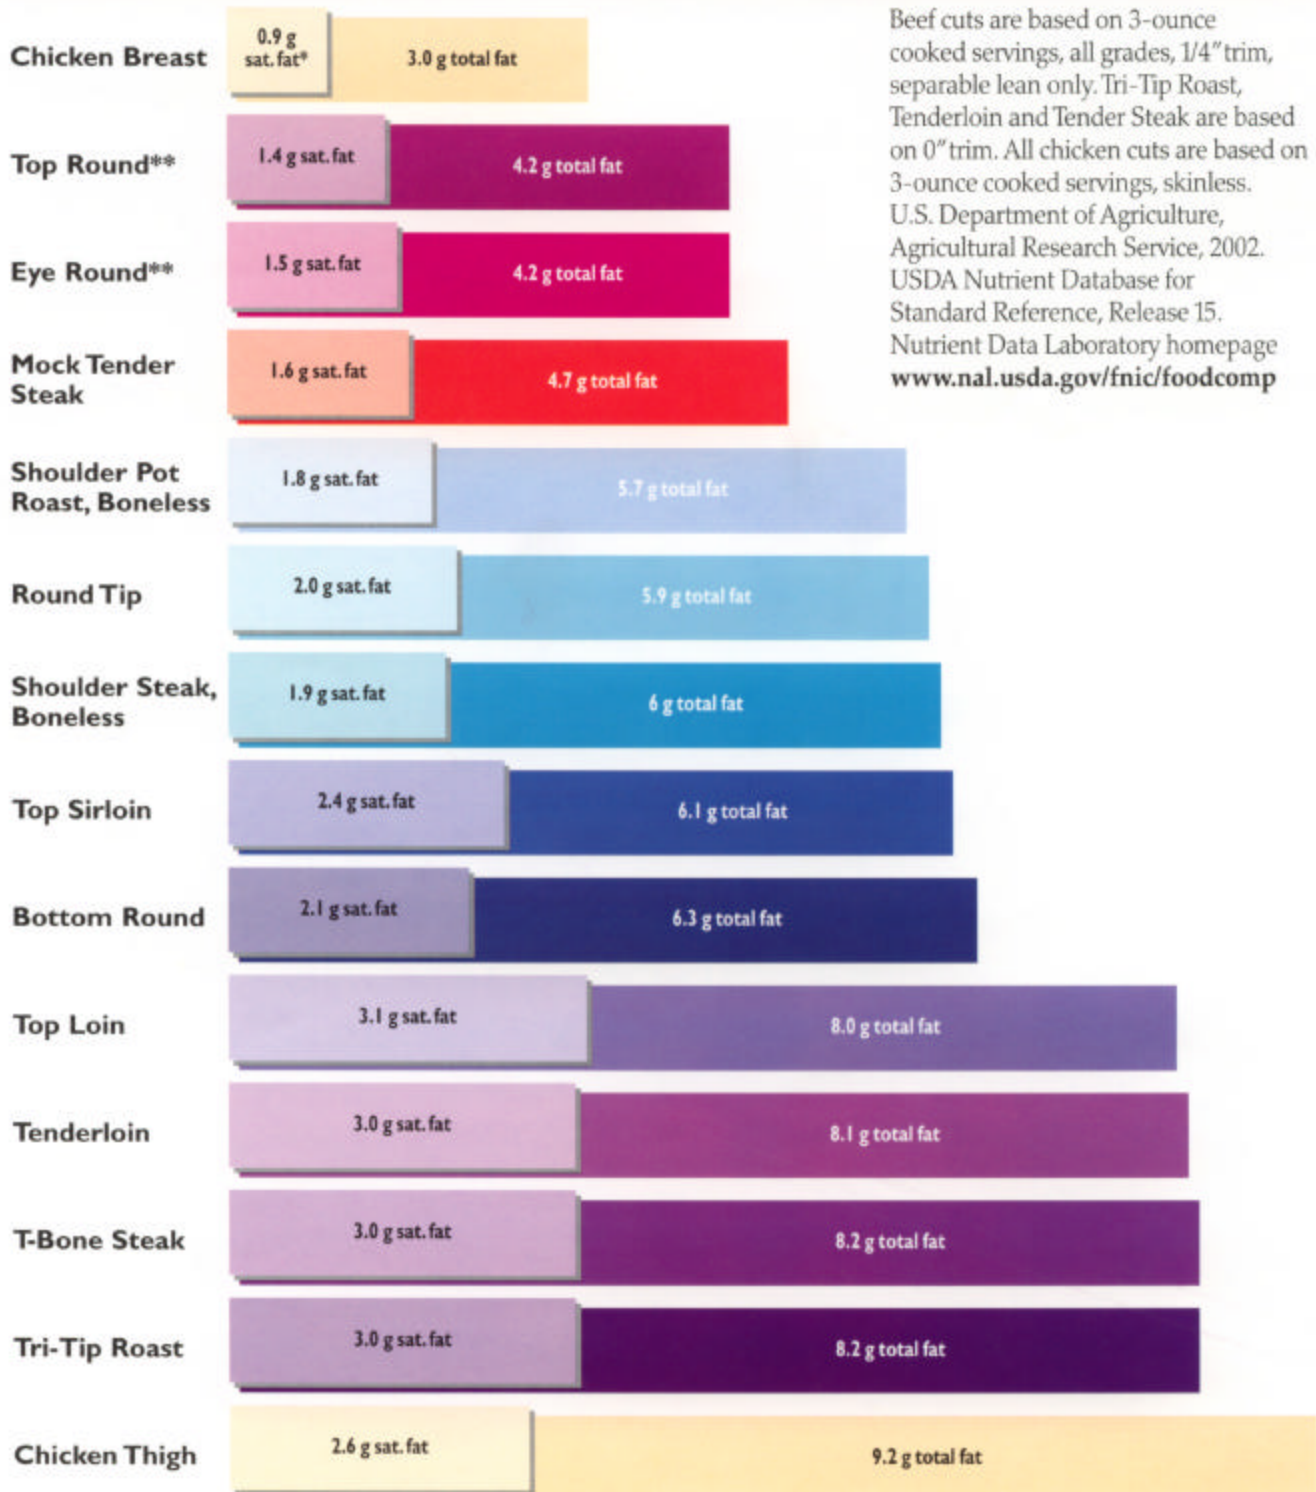 Beef cuts are based on 3-ounce
cooked servings, all grades, 1/4" trim,
separable lean only. Tri-Tip Roast,
Tenderloin and Tender Steak are based
on 0" trim. All chicken cuts are based on
3-ounce cooked servings, skinless.
U.S. Department of Agriculture,
Agricultural Research Service, 2002.
USDA Nutrient Database for
Standard Reference, Release 15.
Nutrient Data Laboratory homepage
www.nal.usda.gov/fnic/foodcomp
Chicken Breast
0.9 g
sat. fat*
3.0 g total fat
Top Round**
1.4 g sat. fat
4.2 g total fat
Eye Round**
1.5 g sat. fat
4.2 g total fat
Mock Tender
Steak
1.6 g sat. fat
4.7 g total fat
Shoulder Pot
Roast, Boneless
1.8 g sat. fat
5.7 g total fat
Round Tip
2.0 g sat. fat
5.9 g total fat
Shoulder Steak,
Boneless
1.9 g sat. fat
6 g total fat
Top Sirloin
2.4 g sat. fat
6.1 g total fat
Bottom Round
2.1 g sat. fat
6.3 g total fat
Top Loin
3.1 g sat. fat
8.0 g total fat
Tenderloin
3.0 g sat. fat
8.1 g total fat
T-Bone Steak
3.0 g sat. fat
8.2 g total fat
Tri-Tip Roast
3.0 g sat. fat
8.2 g total fat
Chicken Thigh
2.6 g sat. fat
9.2 g total fat